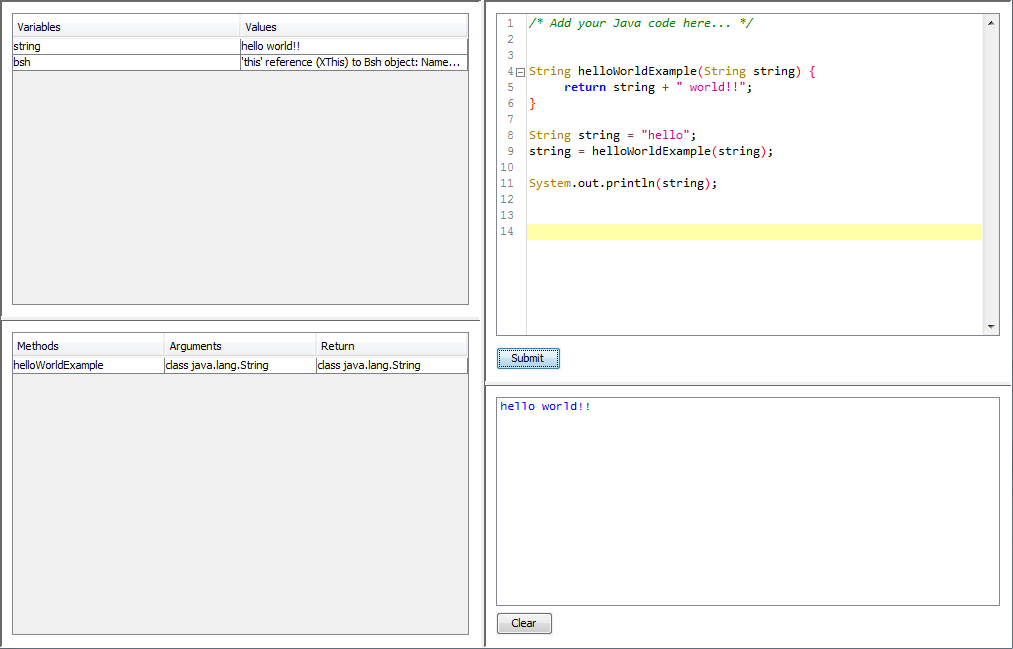 Variables Values
string hello world!!
bsh 'this' reference (XThis) to Bsh object: Name...
Methods Arguments Return
helloWorldExample class java.lang.String class java.lang.String
1 /* Add your Java code here... */
2
3
4 String helloWorldExample(String string) {
5 return string + " world!!";
6 }
7
8 String string = "hello";
9 string = helloWorldExample(string);
10
11 System.out.println(string);
12
13
14
Submit
hello world!!
Clear